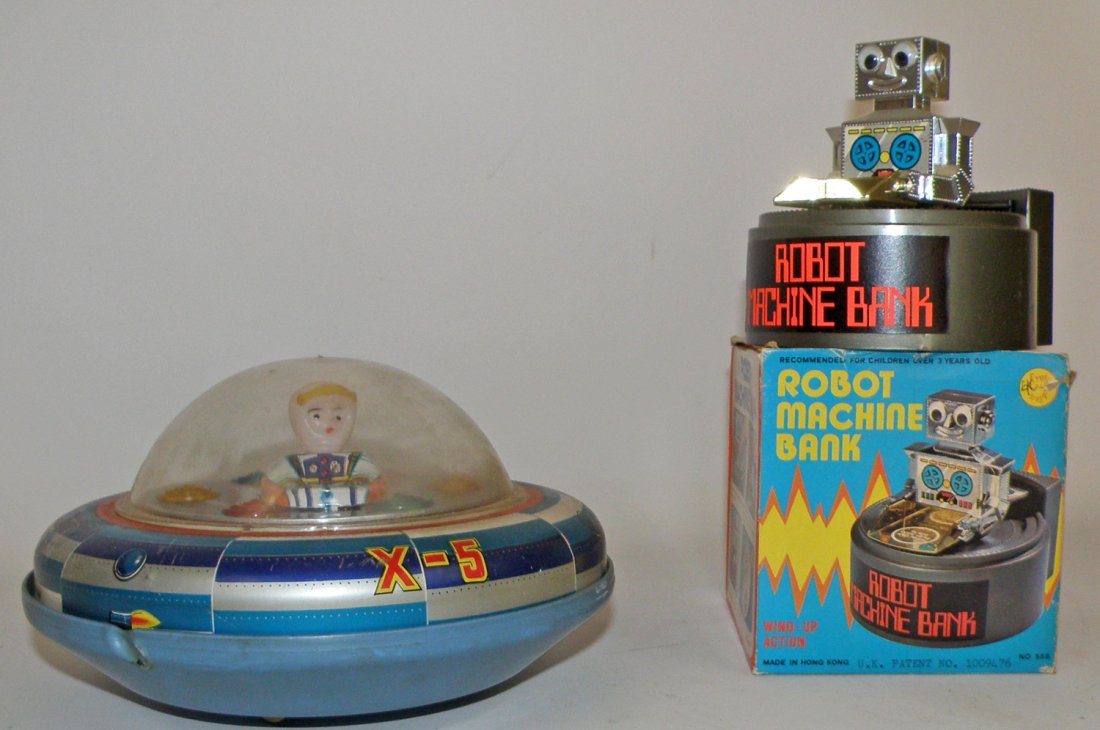 X-5
ROBOT
MACHINE BANK
RECOMMENDED FOR CHILDREN OVER 3 YEARS OLD
ROBOT
MACHINE
BANK
ROBOT
MACHINE BANK
WIND-UP
ACTION
MADE IN HONG KONG
U.K. PATENT NO. 1009476
NO 558